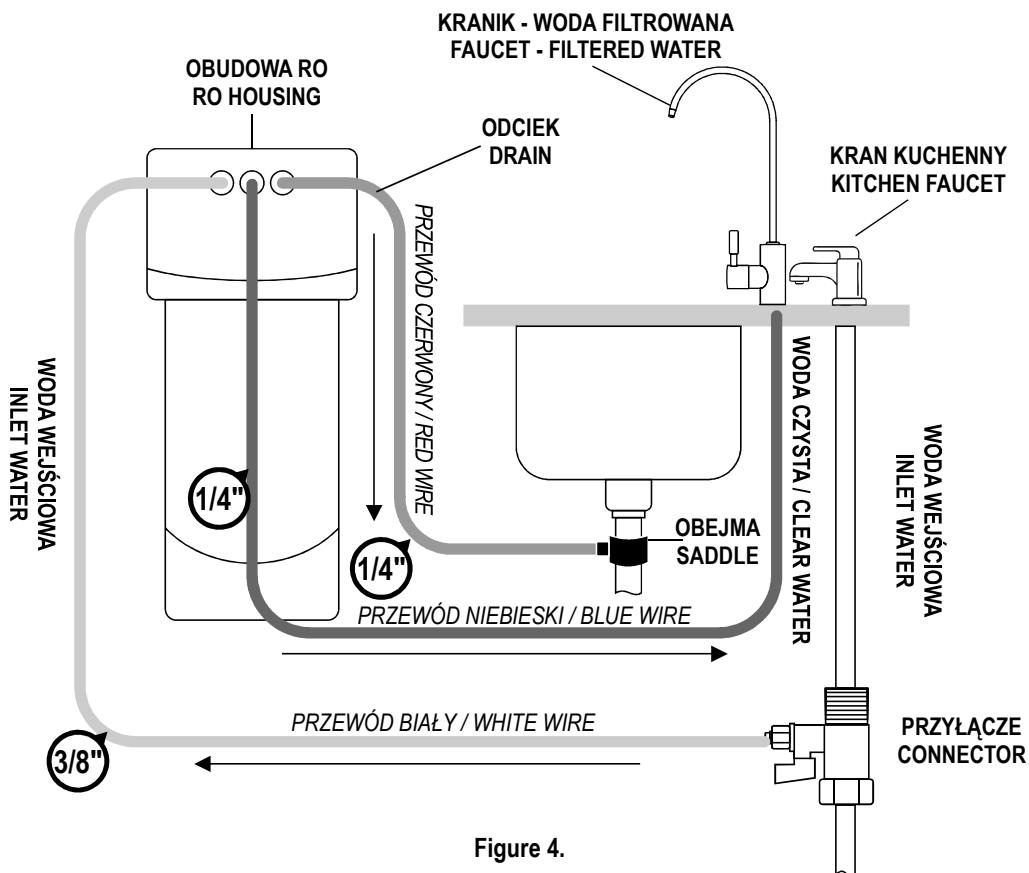 KRANIK - WODA FILTROWANA
FAUCET - FILTERED WATER
OBUDOWA RO
RO HOUSING
ODCIEK
DRAIN
KRAN KUCHENNY
KITCHEN FAUCET
PRZEWÓD CZERWONY / RED WIRE
WODA WEJŚCIOWA
INLET WATER
1/4"
1/4"
OBEJMA
SADDLE
WODA CZYSTA / CLEAR WATER
WODA WEJŚCIOWA
INLET WATER
PRZEWÓD NIEBIESKI / BLUE WIRE
PRZEWÓD BIAŁY / WHITE WIRE
3/8"
PRZYŁĄCZE
CONNECTOR
Figure 4.